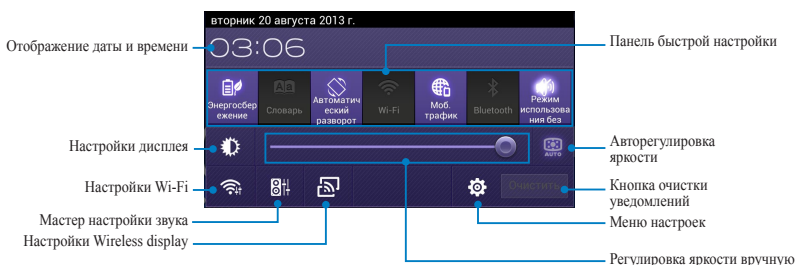 вторник 20 августа 2013 г.
Отображение даты и времени
03:06
Панель быстрой настройки
Энергосбер
ежение
Словарь
Автоматич
еский
разворот
Wi-Fi
Моб.
трафик
Bluetooth
Режим
использова
ния без
Настройки дисплея
AUTO
Авторегулировка
яркости
Настройки Wi-Fi
Очистить
Кнопка очистки
уведомлений
Мастер настройки звука
Меню настроек
Настройки Wireless display
Регулировка яркости вручную